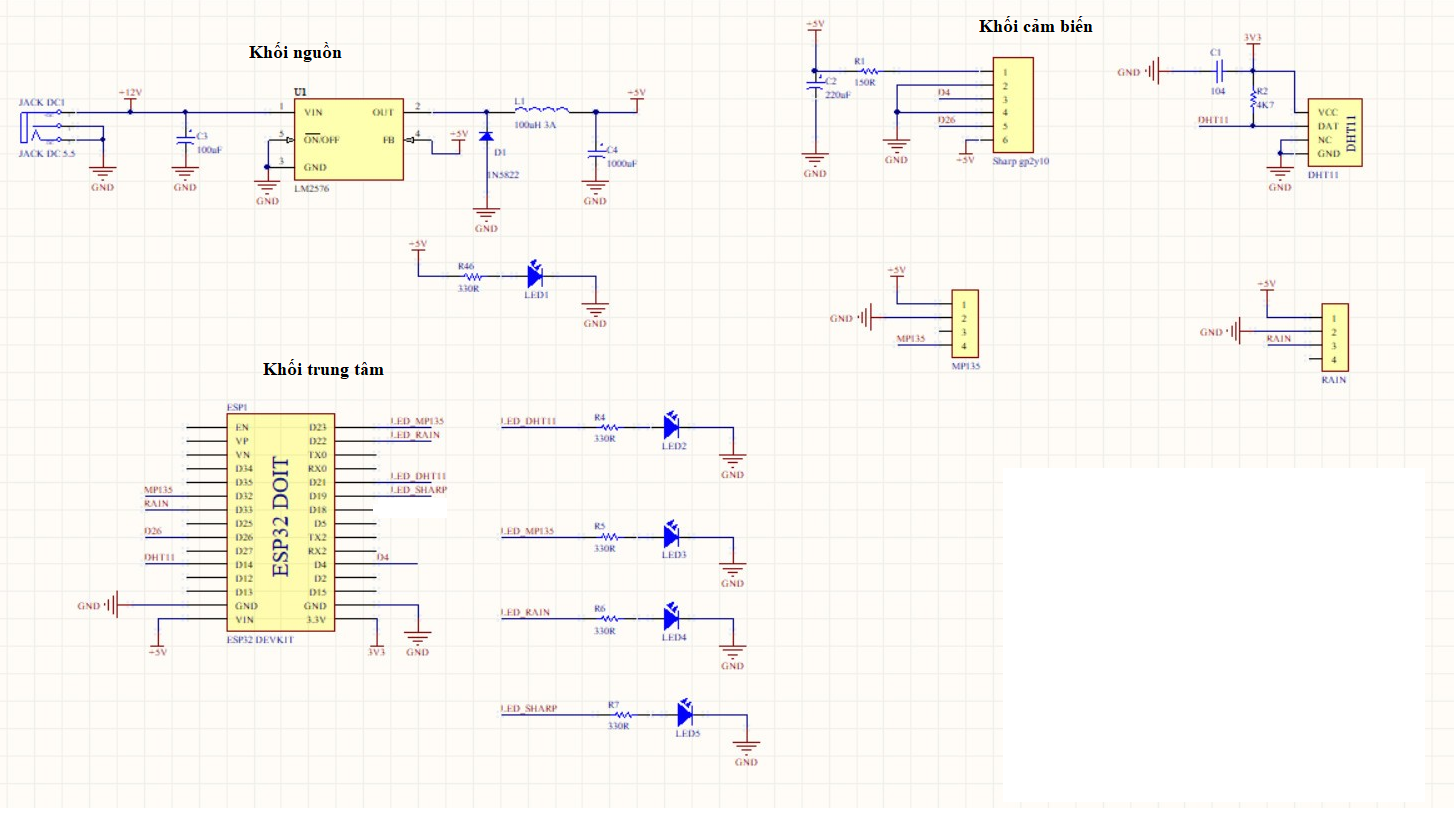 Khối nguồn
JACK DC1
JACK DC 5.5
GND
+12V
C3
100uF
GND
U1
1
VIN
OUT
2
5
ON/OFF
FB
4
3
GND
LM2576
GND
+5V
D1
1N5822
GND
L1
100uH 3A
+5V
C4
1000uF
GND
+5V
R46
330R
LED1
GND
Khối cảm biến
+5V
C2
220uF
GND
R1
150R
GND
D4
D26
+5V
1
2
3
4
5
6
Sharp gp2y10
GND
C1
104
3V3
R2
4K7
DHT11
VCC
DAT
NC
GND
DHT11
DHT11
GND
+5V
GND
MP135
1
2
3
4
MP135
+5V
GND
RAIN
1
2
3
4
RAIN
Khối trung tâm
ESP1
EN
VP
VN
D34
D35
D32
D33
D25
D26
D27
D14
D12
D13
GND
VIN
ESP32 DOIT
D23
D22
TX0
RX0
D21
D19
D18
D5
TX2
RX2
D4
D2
D15
GND
3.3V
ESP32 DEVKIT
MP135
RAIN
D26
DHT11
GND
+5V
LED_MP135
LED_RAIN
LED_DHT11
LED_SHARP
D4
3V3
GND
LED_DHT11
R4
330R
LED2
GND
LED_MP135
R5
330R
LED3
GND
LED_RAIN
R6
330R
LED4
GND
LED_SHARP
R7
330R
LED5
GND